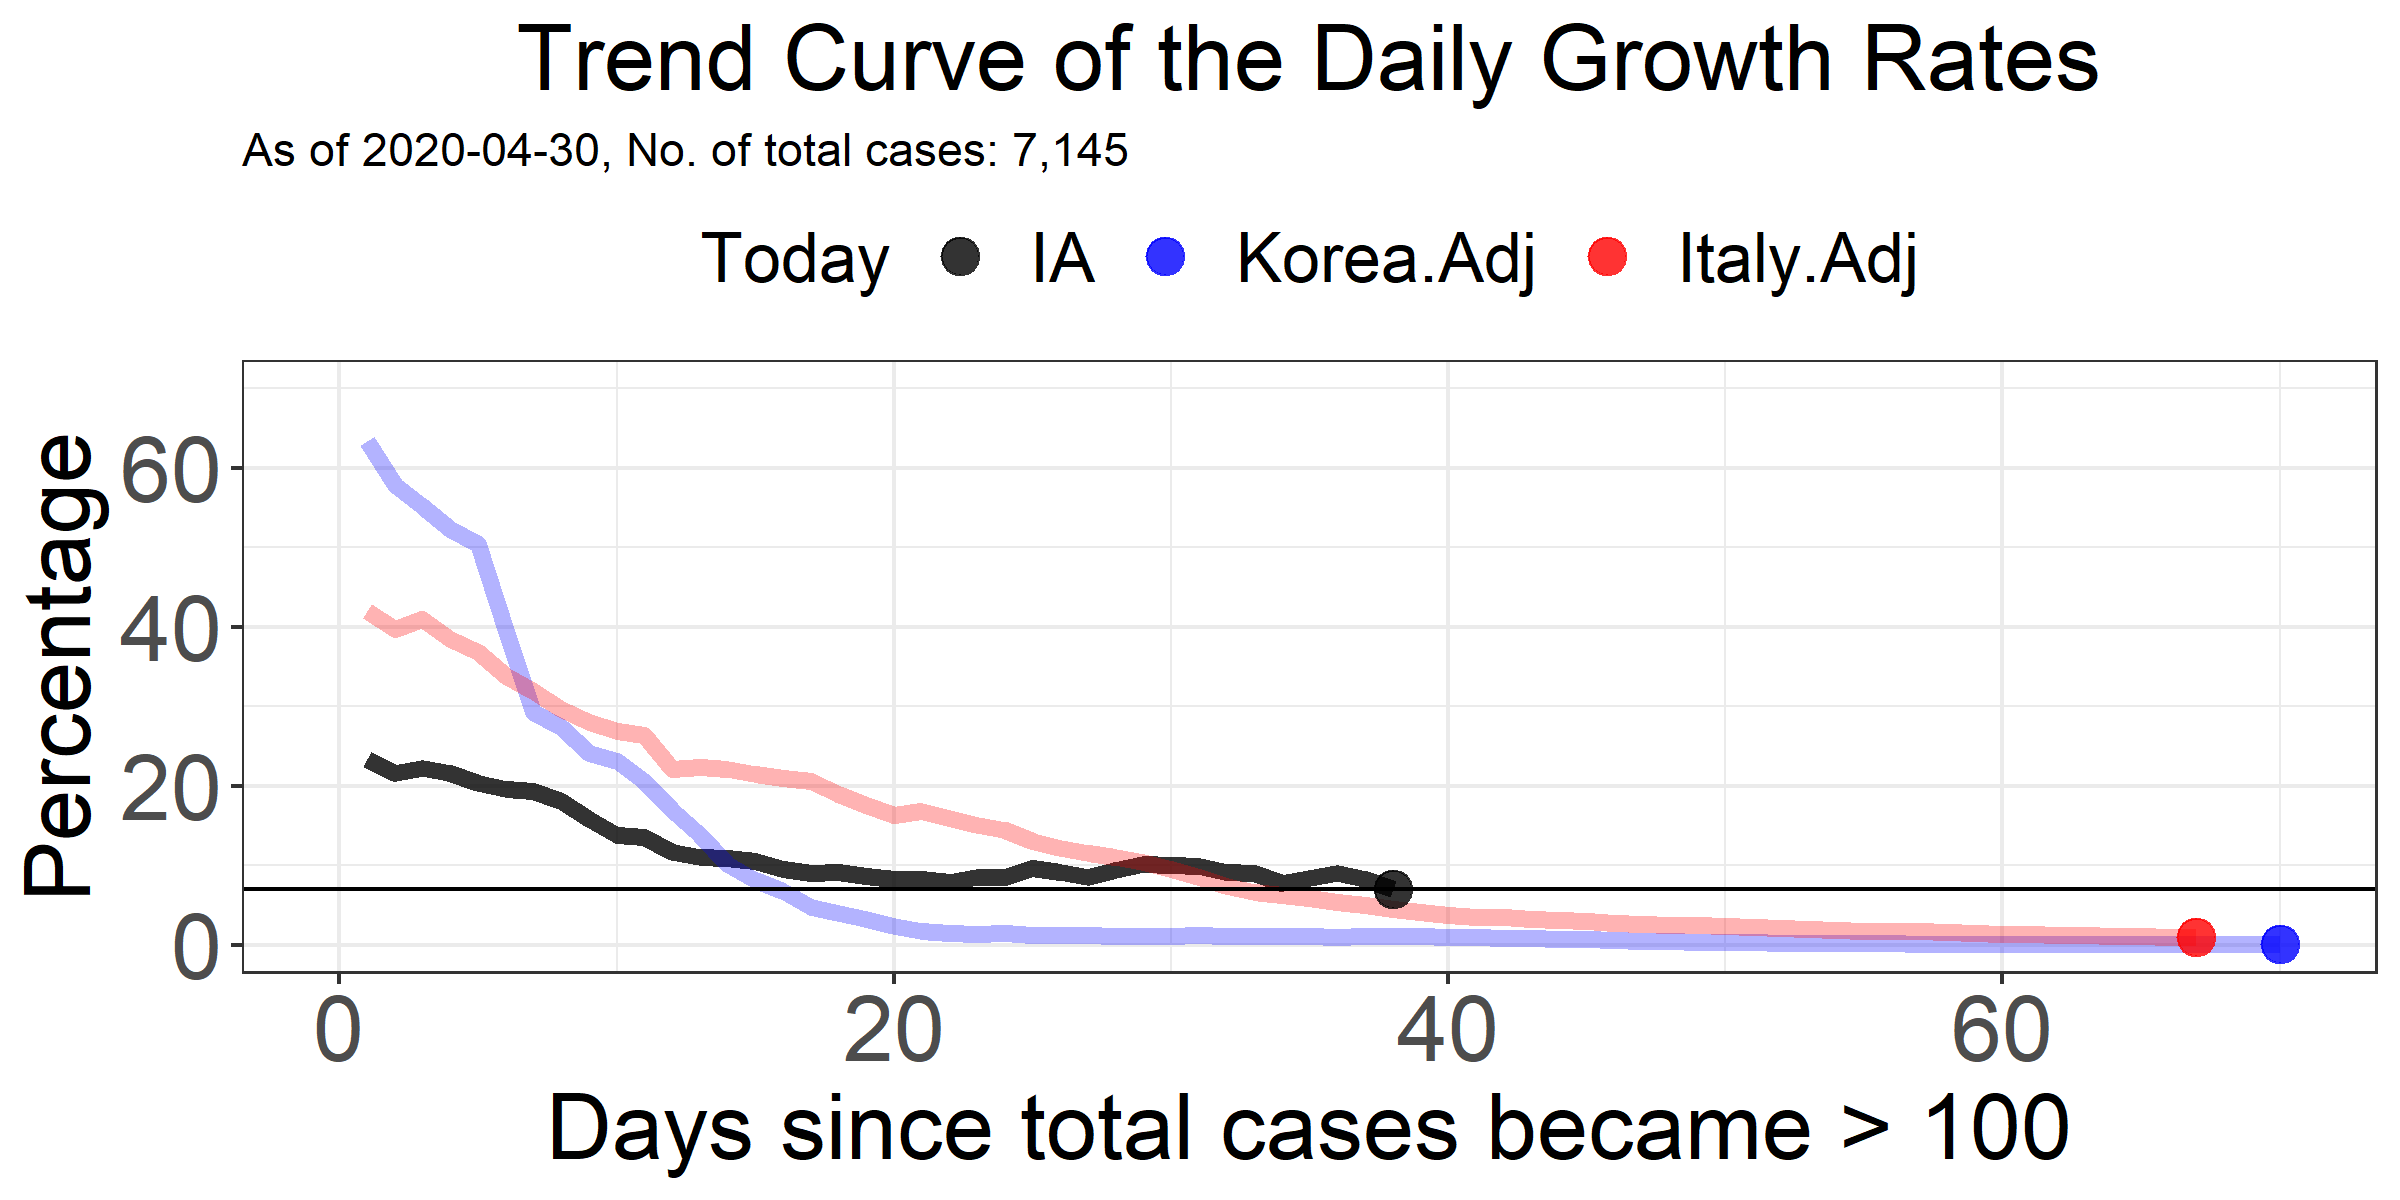 Trend Curve of the Daily Growth Rates
As of 2020-04-30, No. of total cases: 7,145
Today IA Korea.Adj Italy.Adj
Percentage
60
40
20
0
0 20 40 60
Days since total cases became > 100